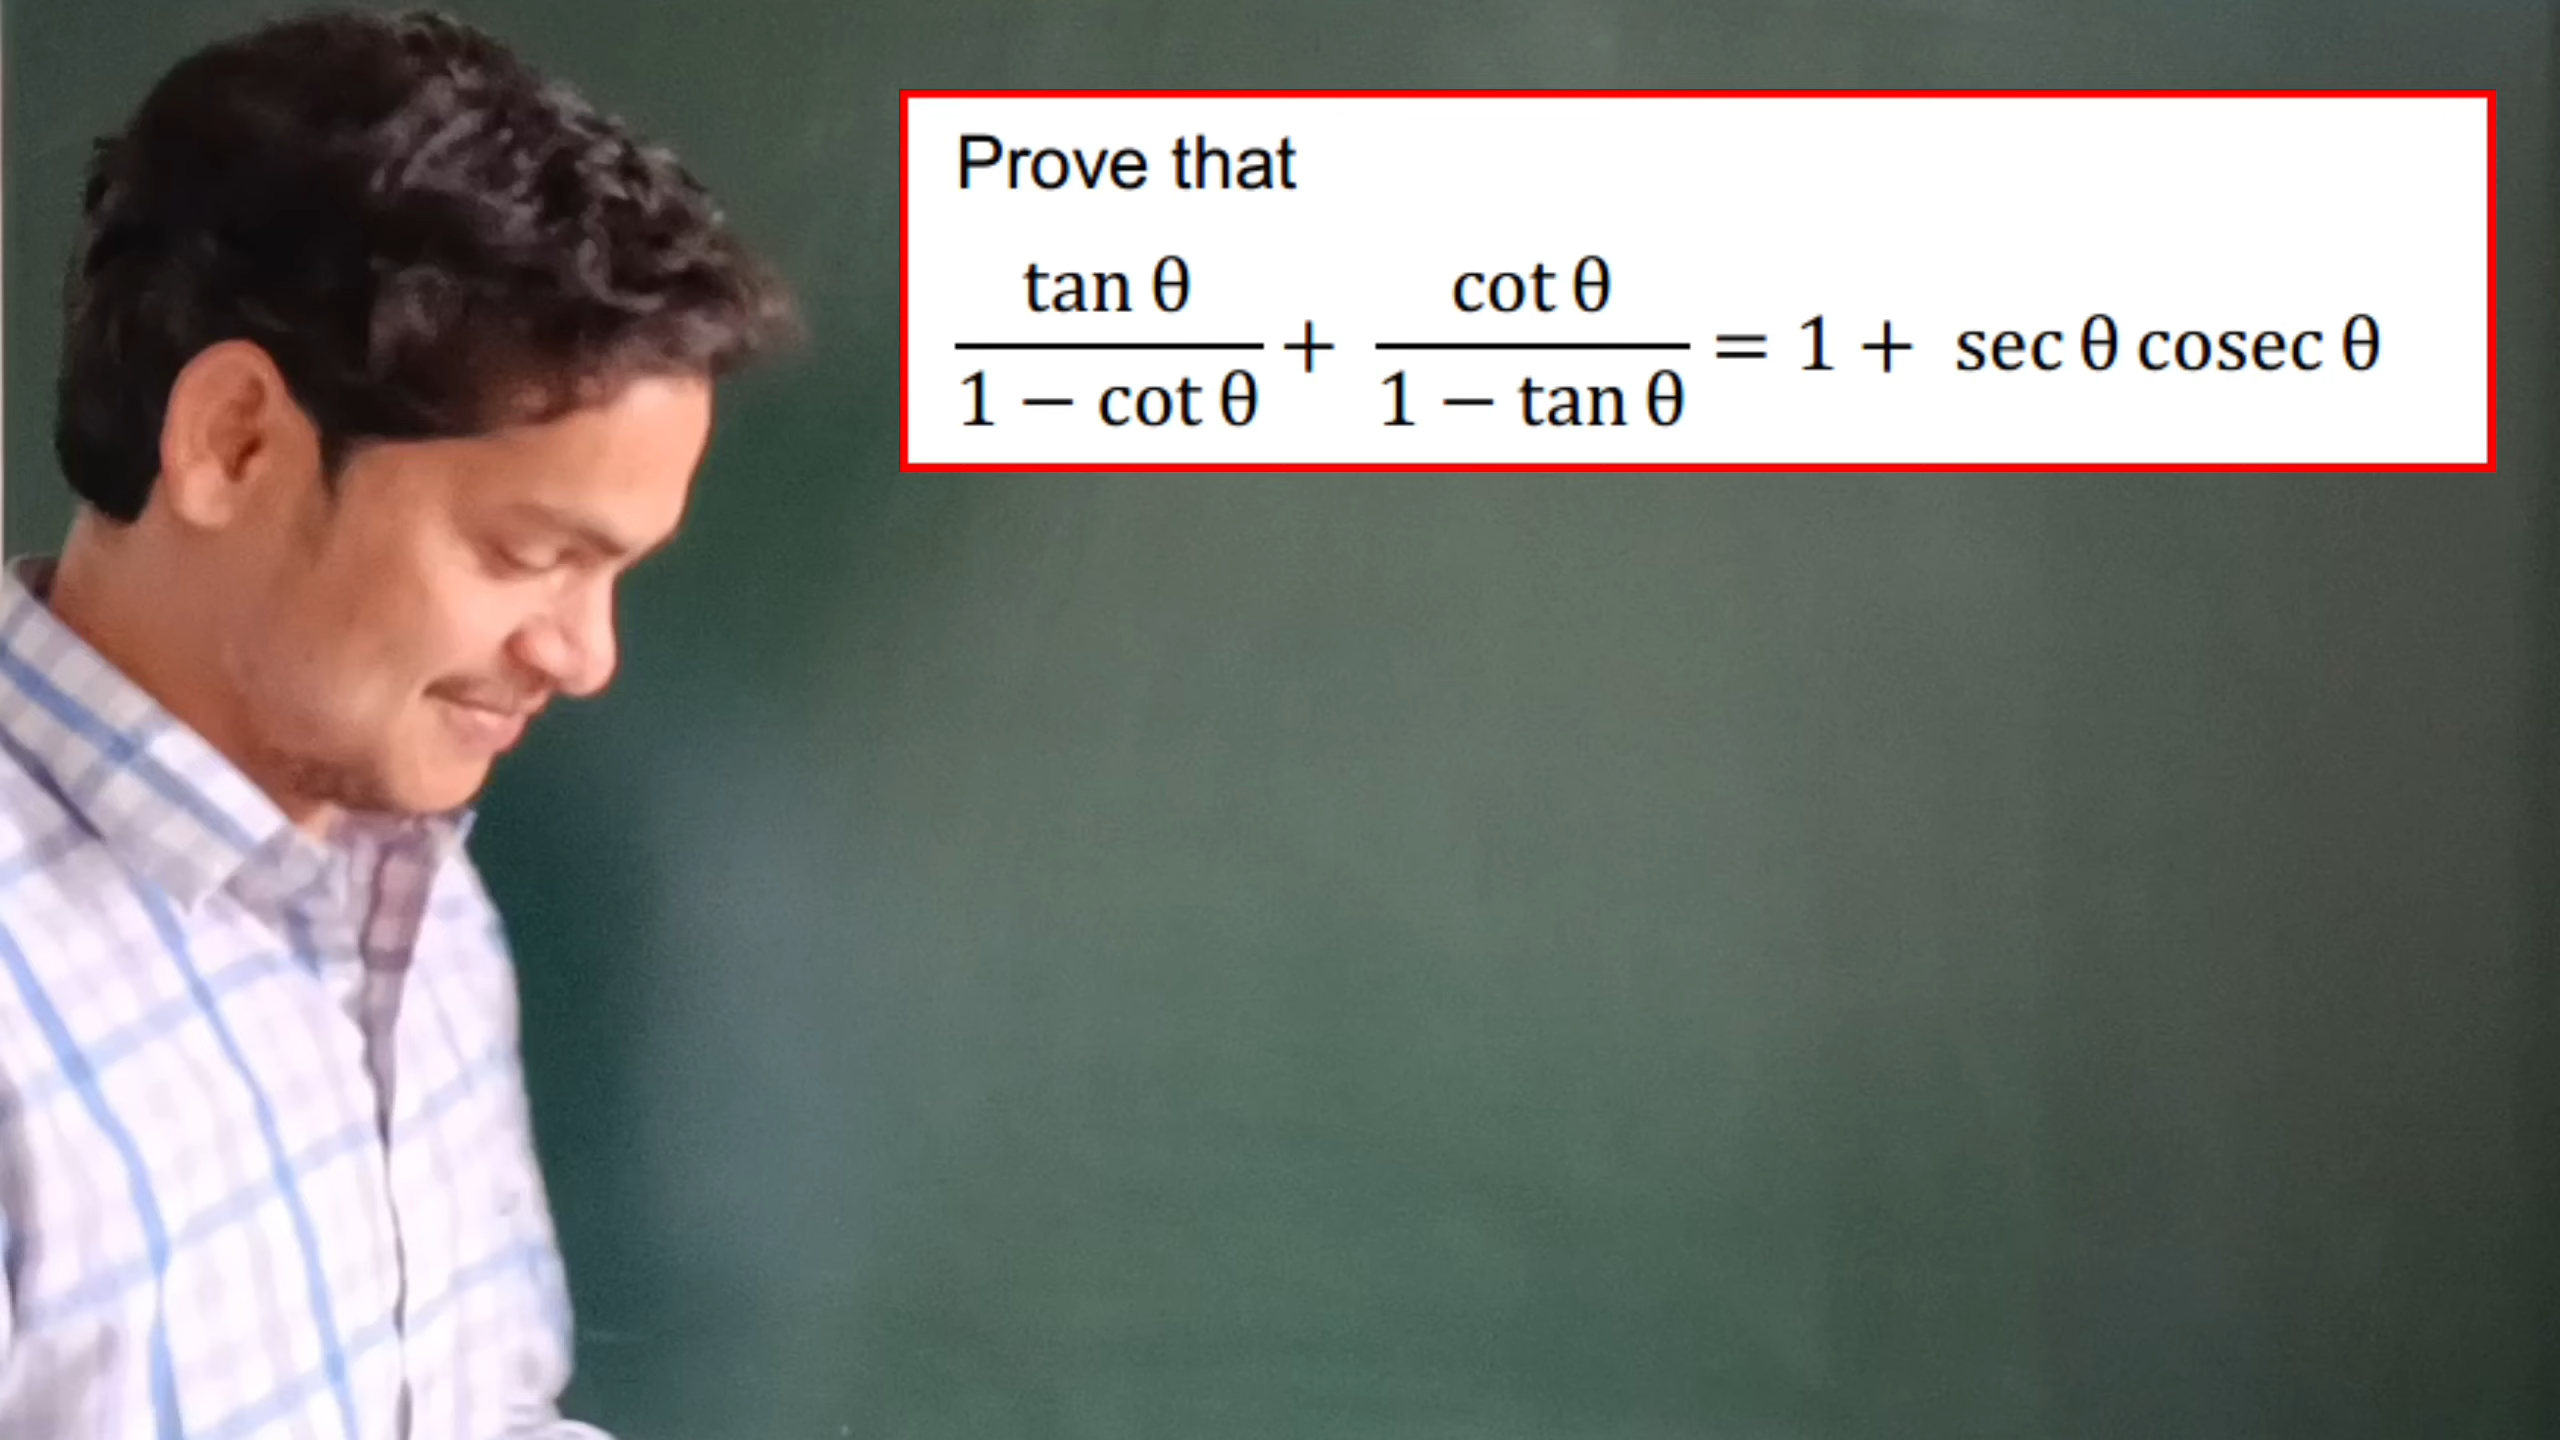 Prove that
tan θ / (1 − cot θ) + cot θ / (1 − tan θ) = 1 + sec θ cosec θ